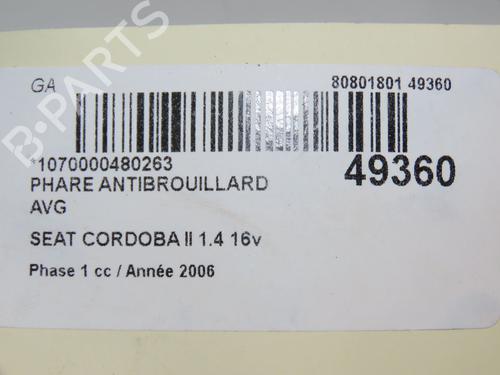 GA
80801801 49360
*1070000480263
49360
PHARE ANTIBROUILLARD
AVG
SEAT CORDOBA II 1.4 16v
Phase 1 cc / Année 2006
B-PARTS